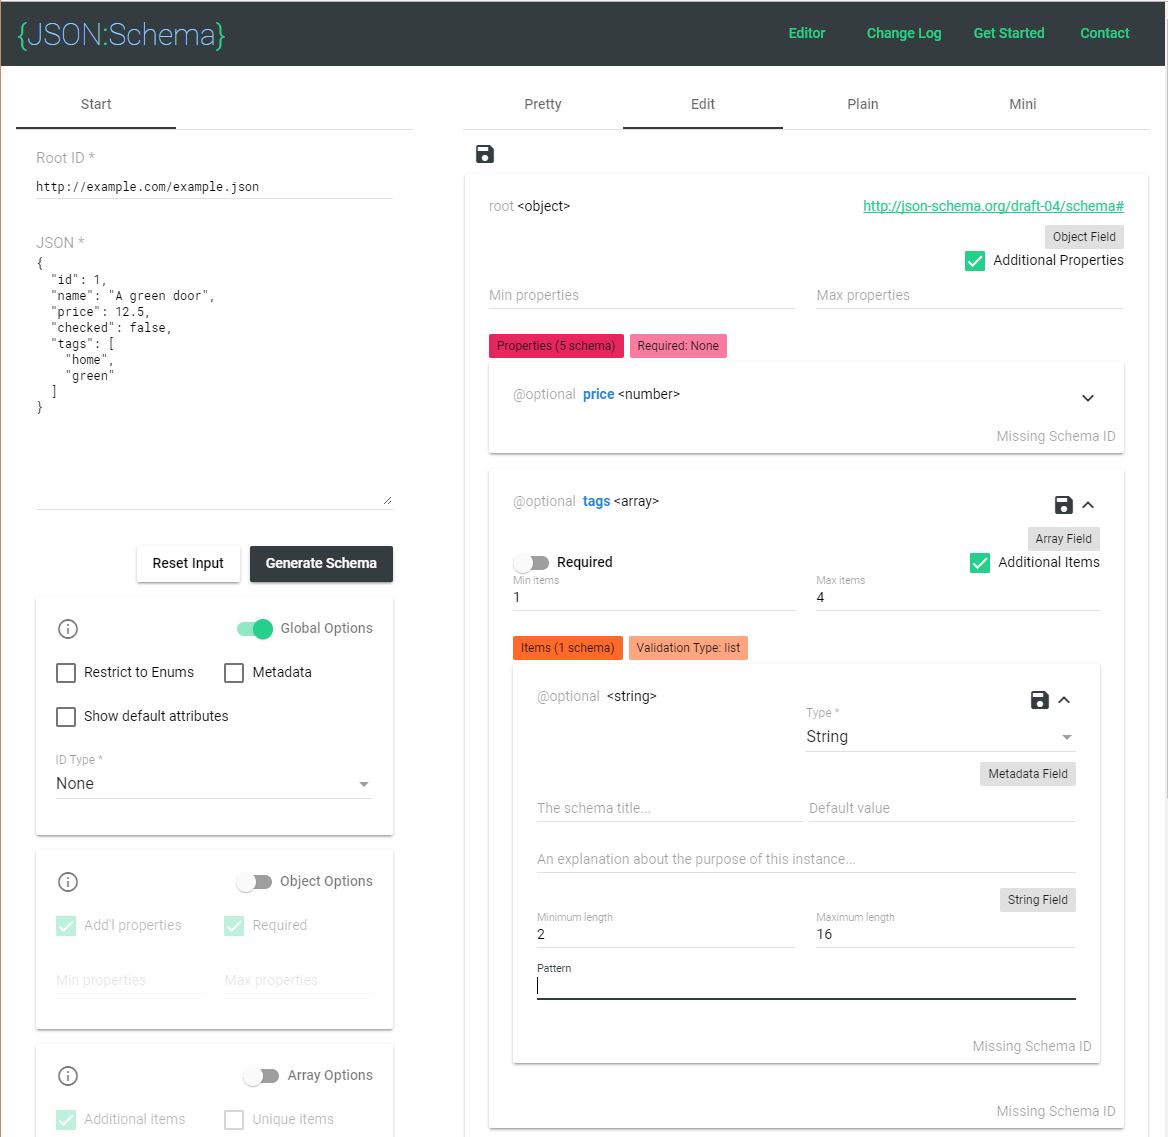 {JSON:Schema}
Editor
Change Log
Get Started
Contact
Start
Root ID *
http://example.com/example.json
JSON *
{
"id": 1,
"name": "A green door",
"price": 12.5,
"checked": false,
"tags": [
"home",
"green"
]
}
Reset Input
Generate Schema
Global Options
Restrict to Enums
Metadata
Show default attributes
ID Type *
None
Object Options
Add'l properties
Required
Min properties
Max properties
Array Options
Additional items
Unique items
Pretty
Edit
Plain
Mini
root <object>
http://json-schema.org/draft-04/schema#
Object Field
Additional Properties
Min properties
Max properties
Properties (5 schema)
Required: None
@optional price <number>
Missing Schema ID
@optional tags <array>
Array Field
Required
Additional Items
Min items
1
Max items
4
Items (1 schema)
Validation Type: list
@optional <string>
Type *
String
Metadata Field
The schema title...
Default value
An explanation about the purpose of this instance...
String Field
Minimum length
2
Maximum length
16
Pattern
Missing Schema ID
Missing Schema ID